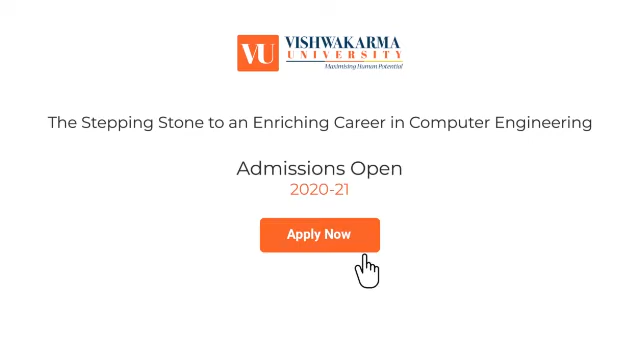 VU
VISHWAKARMA
UNIVERSITY
Maximising Human Potential
The Stepping Stone to an Enriching Career in Computer Engineering
Admissions Open
2020-21
Apply Now